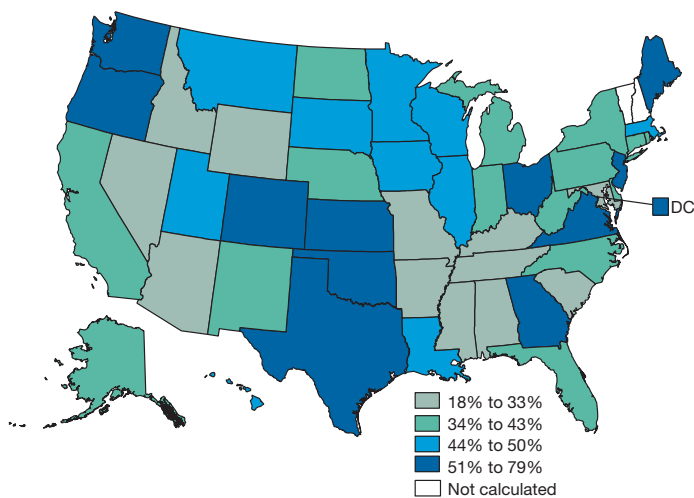 DC
18% to 33%
34% to 43%
44% to 50%
51% to 79%
Not calculated